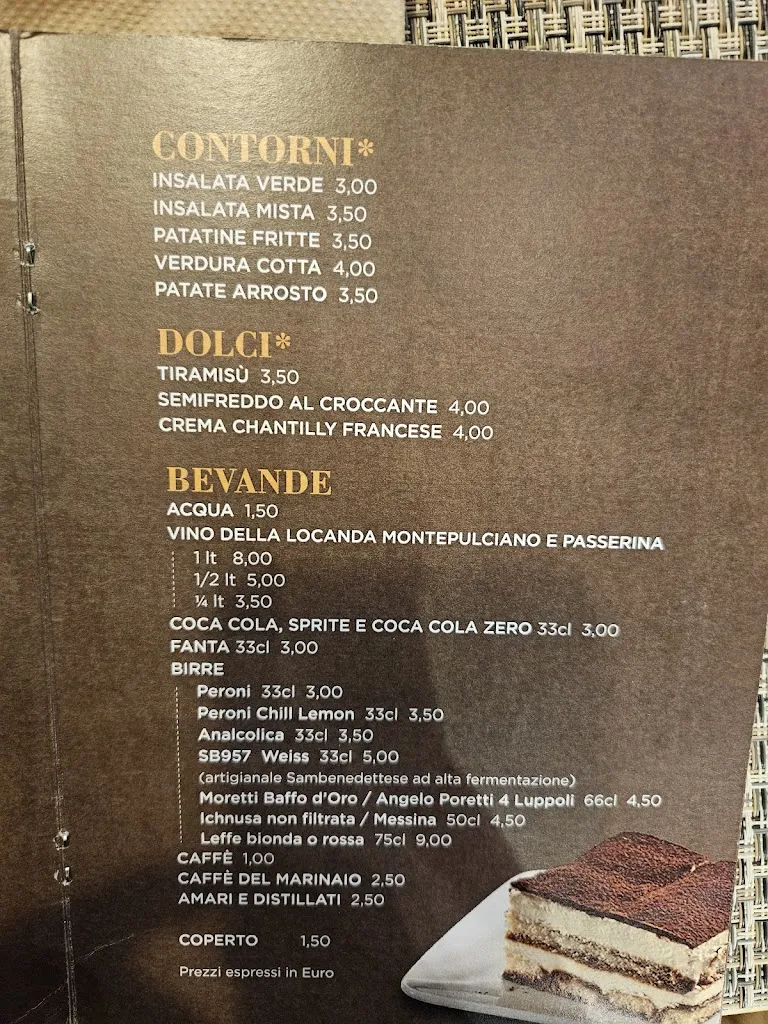 CONTORNI*
INSALATA VERDE 3,00
INSALATA MISTA 3,50
PATATINE FRITTE 3,50
VERDURA COTTA 4,00
PATATE ARROSTO 3,50
DOLCI*
TIRAMISÙ 3,50
SEMIFREDDO AL CROCCANTE 4,00
CREMA CHANTILLY FRANCESE 4,00
BEVANDE
ACQUA 1,50
VINO DELLA LOCANDA MONTEPULCIANO E PASSERINA
1 lt 8,00
1/2 lt 5,00
¼ lt 3,50
COCA COLA, SPRITE E COCA COLA ZERO 33cl 3,00
FANTA 33cl 3,00
BIRRE
Peroni 33cl 3,00
Peroni Chill Lemon 33cl 3,50
Analcolica 33cl 3,50
SB957 Weiss 33cl 5,00
(artigianale Sambenedettese ad alta fermentazione)
Moretti Baffo d'Oro / Angelo Poretti 4 Luppoli 66cl 4,50
Ichnusa non filtrata / Messina 50cl 4,50
Leffe bionda o rossa 75cl 9,00
CAFFÈ 1,00
CAFFÈ DEL MARINAIO 2,50
AMARI E DISTILLATI 2,50
COPERTO 1,50
Prezzi espressi in Euro